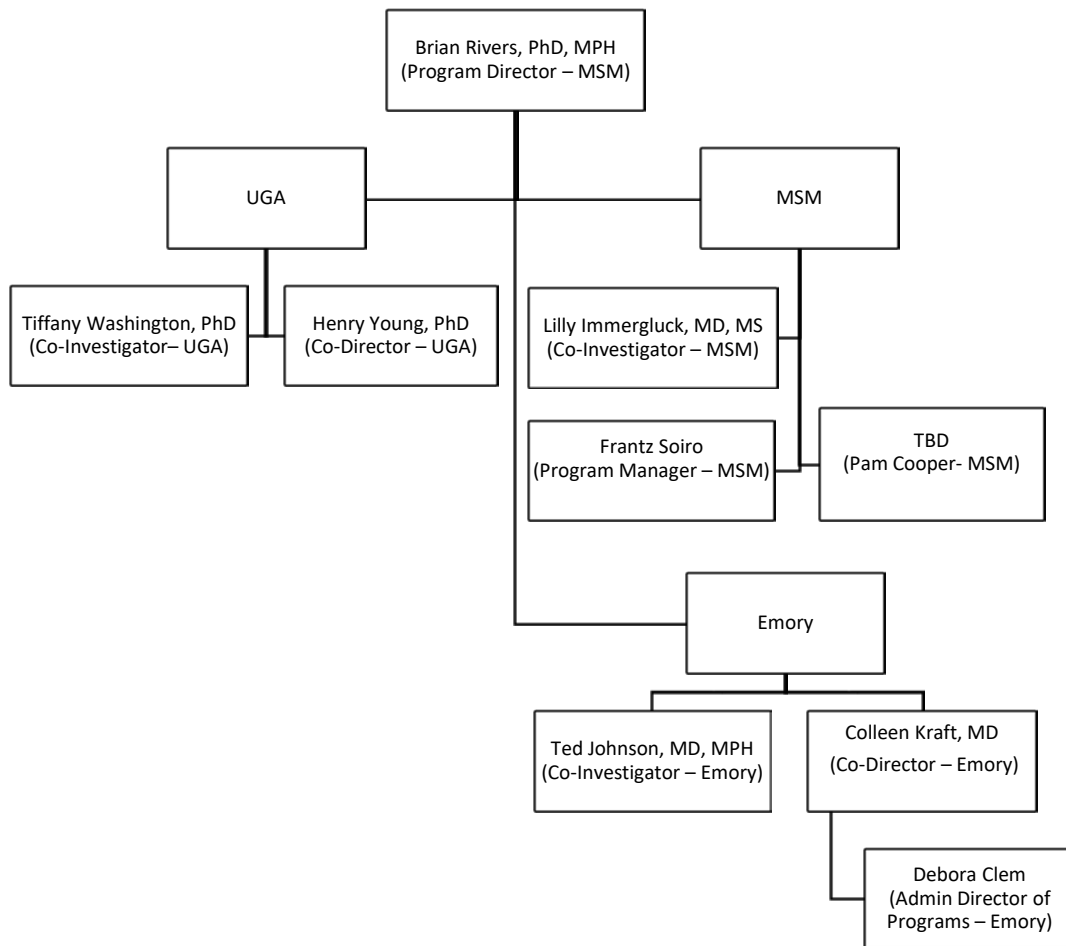 Brian Rivers, PhD, MPH
(Program Director – MSM)
UGA
MSM
Tiffany Washington, PhD
(Co-Investigator– UGA)
Henry Young, PhD
(Co-Director – UGA)
Lilly Immergluck, MD, MS
(Co-Investigator – MSM)
Frantz Soiro
(Program Manager – MSM)
TBD
(Pam Cooper- MSM)
Emory
Ted Johnson, MD, MPH
(Co-Investigator – Emory)
Colleen Kraft, MD
(Co-Director – Emory)
Debora Clem
(Admin Director of
Programs – Emory)